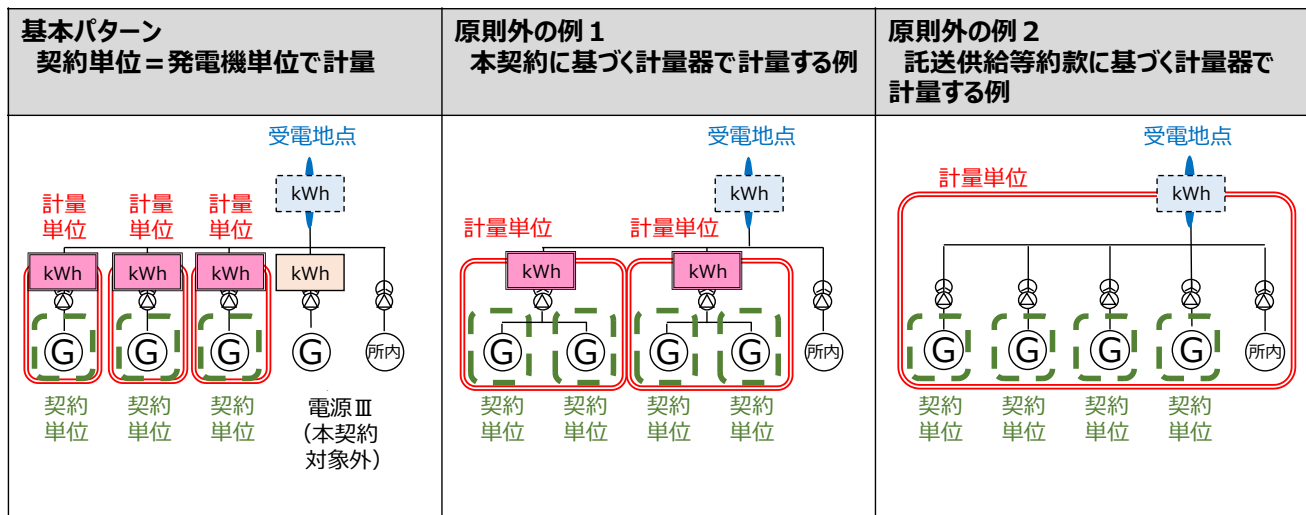 基本パターン
契約単位＝発電機単位で計量
受電地点
kWh
計量
単位
計量
単位
計量
単位
kWh
kWh
kWh
kWh
G
G
G
G
所内
契約
単位
契約
単位
契約
単位
電源Ⅲ
（本契約
対象外）
原則外の例１
本契約に基づく計量器で計量する例
受電地点
kWh
計量単位
計量単位
kWh
kWh
G
G
G
G
所内
契約
単位
契約
単位
契約
単位
契約
単位
原則外の例２
託送供給等約款に基づく計量器で
計量する例
受電地点
計量単位
kWh
G
G
G
G
所内
契約
単位
契約
単位
契約
単位
契約
単位